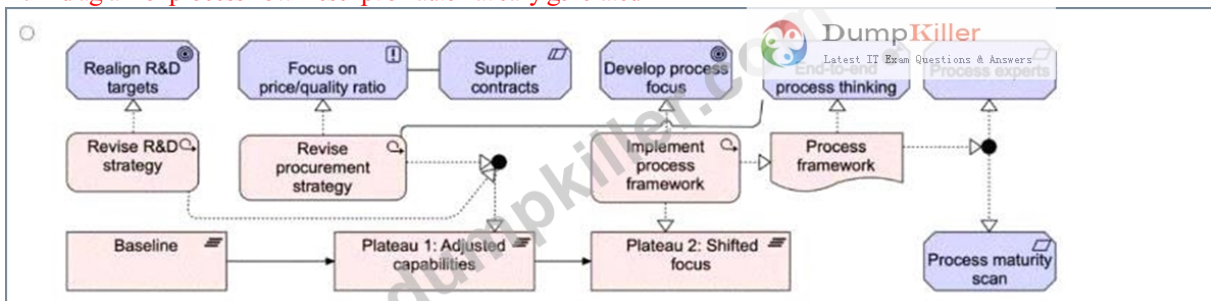 DumpKiller
Latest IT Exam Questions & Answers
Realign R&D
targets
Focus on
price/quality ratio
Supplier
contracts
Develop process
focus
End-to-end
process thinking
Process experts
Revise R&D
strategy
Revise
procurement
strategy
Implement
process
framework
Process
framework
Baseline
Plateau 1: Adjusted
capabilities
Plateau 2: Shifted
focus
Process maturity
scan
dumpkiller.com